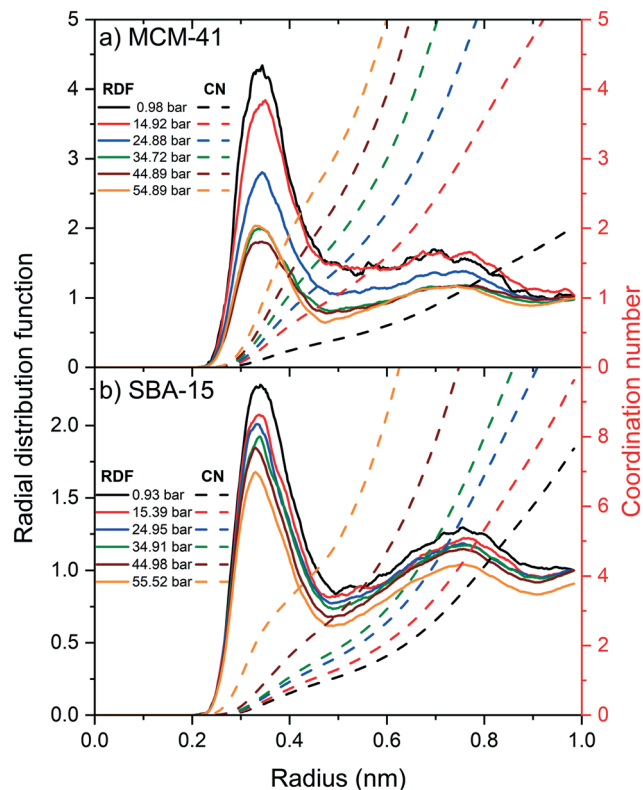 a) MCM-41
RDF CN
0.98 bar
14.92 bar
24.88 bar
34.72 bar
44.89 bar
54.89 bar
5
4
3
2
1
0
5
4
3
2
1
0
b) SBA-15
RDF CN
0.93 bar
15.39 bar
24.95 bar
34.91 bar
44.98 bar
55.52 bar
2.0
1.5
1.0
0.5
0.0
8
6
4
2
0
0.0 0.2 0.4 0.6 0.8 1.0
Radius (nm)
Radial distribution function
Coordination number